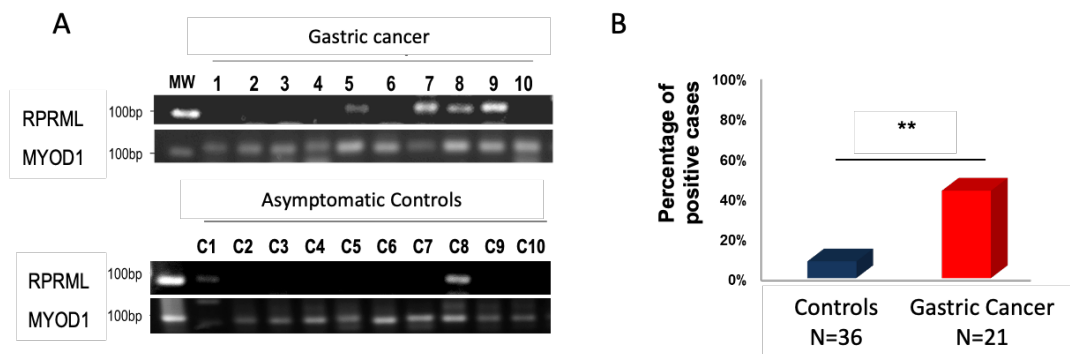 A
Gastric cancer
MW 1 2 3 4 5 6 7 8 9 10
RPRML 100bp
MYOD1 100bp
Asymptomatic Controls
C1 C2 C3 C4 C5 C6 C7 C8 C9 C10
RPRML 100bp
MYOD1 100bp
B
Percentage of
positive cases
100%
80%
60%
40%
20%
0%
**
Controls
N=36
Gastric Cancer
N=21